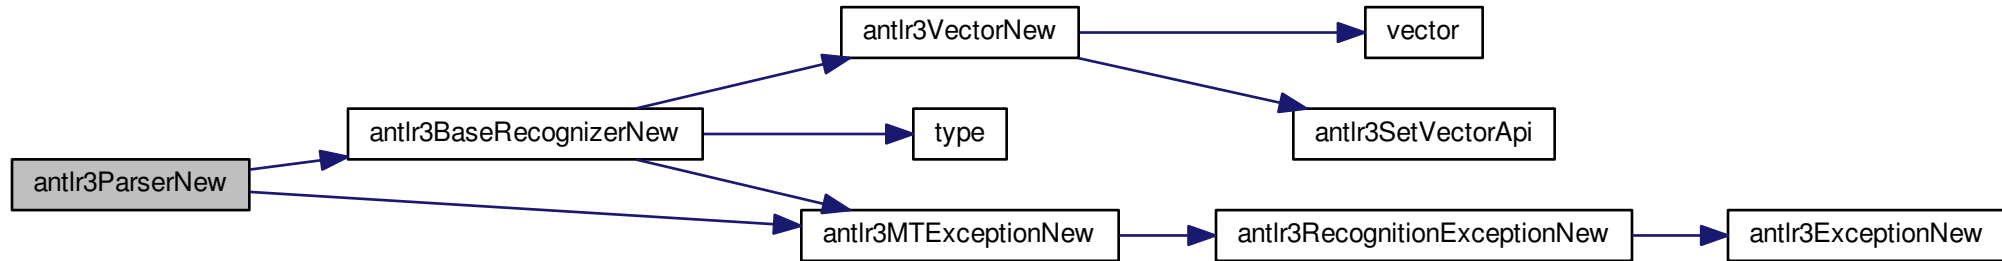 antlr3VectorNew
vector
antlr3BaseRecognizerNew
type
antlr3SetVectorApi
antlr3ParserNew
antlr3MTExceptionNew
antlr3RecognitionExceptionNew
antlr3ExceptionNew